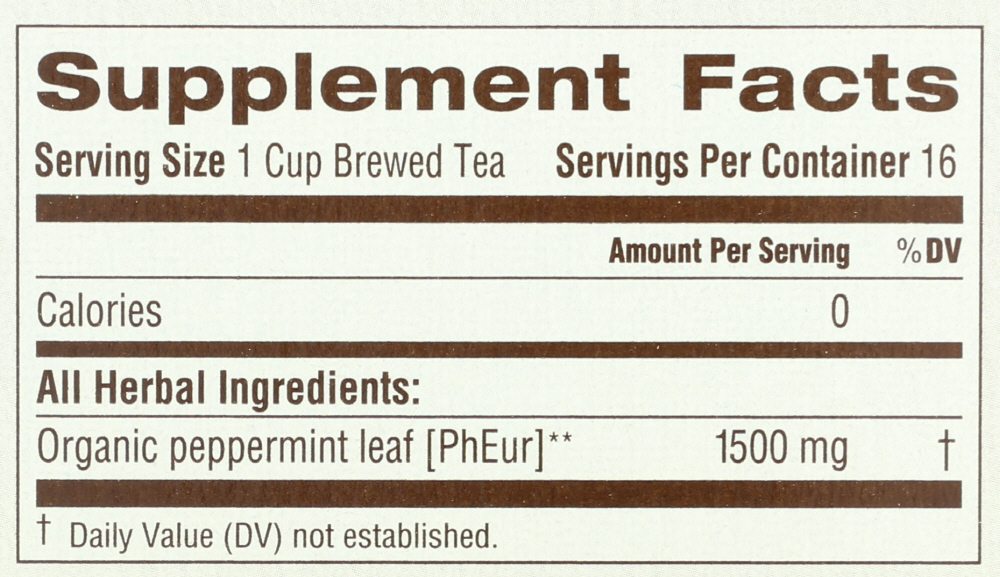 Supplement Facts
Serving Size 1 Cup Brewed Tea Servings Per Container 16
Amount Per Serving %DV
Calories 0
All Herbal Ingredients:
Organic peppermint leaf [PhEur]** 1500 mg †
† Daily Value (DV) not established.